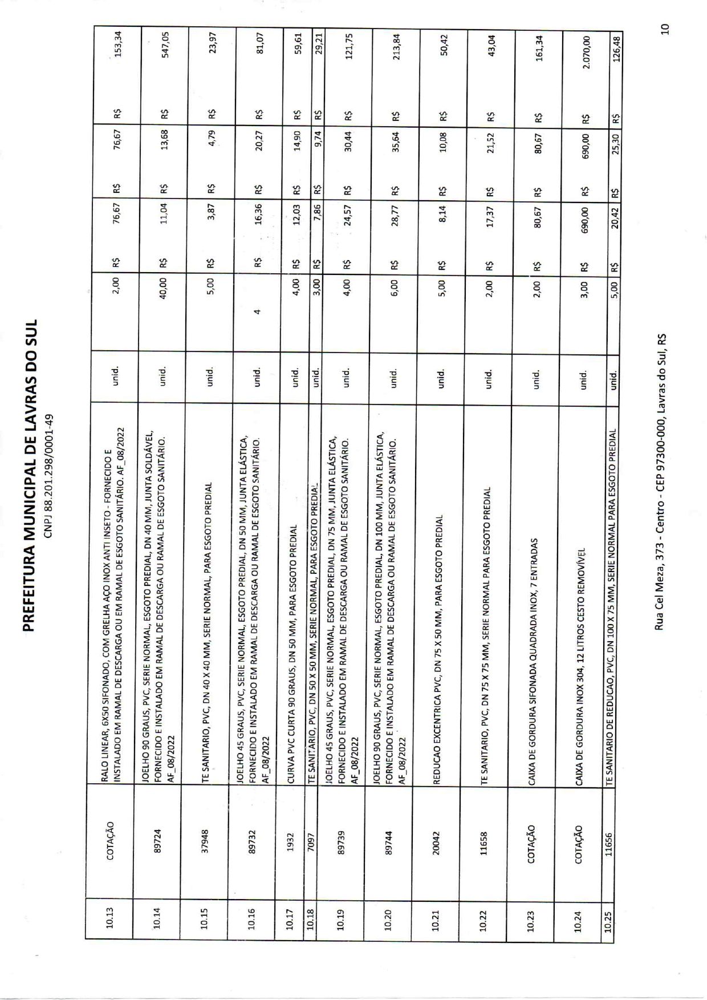 PREFEITURA MUNICIPAL DE LAVRAS DO SUL
CNPJ 88.201.298/0001-49
10.13 COTAÇÃO RALO LINEAR, 6X50 SIFONADO, COM GRELHA AÇO INOX ANTI INSETO - FORNECIDO E
INSTALADO EM RAMAL DE DESCARGA OU EM RAMAL DE ESGOTO SANITÁRIO. AF_08/2022 unid. 2,00 R$ 76,67 R$ 76,67 R$ 153,34
10.14 89724 JOELHO 90 GRAUS, PVC, SERIE NORMAL, ESGOTO PREDIAL, DN 40 MM, JUNTA SOLDÁVEL,
FORNECIDO E INSTALADO EM RAMAL DE DESCARGA OU RAMAL DE ESGOTO SANITÁRIO.
AF_08/2022 unid. 40,00 R$ 11,04 R$ 13,68 R$ 547,05
10.15 37948 TE SANITARIO, PVC, DN 40 X 40 MM, SERIE NORMAL, PARA ESGOTO PREDIAL unid. 5,00 R$ 3,87 R$ 4,79 R$ 23,97
10.16 89732 JOELHO 45 GRAUS, PVC, SERIE NORMAL, ESGOTO PREDIAL, DN 50 MM, JUNTA ELÁSTICA,
FORNECIDO E INSTALADO EM RAMAL DE DESCARGA OU RAMAL DE ESGOTO SANITÁRIO.
AF_08/2022 unid. 4 R$ 16,36 R$ 20,27 R$ 81,07
10.17 1932 CURVA PVC CURTA 90 GRAUS, DN 50 MM, PARA ESGOTO PREDIAL unid. 4,00 R$ 12,03 R$ 14,90 R$ 59,61
10.18 7097 TE SANITARIO, PVC, DN 50 X 50 MM, SERIE NORMAL, PARA ESGOTO PREDIAL unid. 3,00 R$ 7,86 R$ 9,74 R$ 29,21
10.19 89739 JOELHO 45 GRAUS, PVC, SERIE NORMAL, ESGOTO PREDIAL, DN 75 MM, JUNTA ELÁSTICA,
FORNECIDO E INSTALADO EM RAMAL DE DESCARGA OU RAMAL DE ESGOTO SANITÁRIO.
AF_08/2022 unid. 4,00 R$ 24,57 R$ 30,44 R$ 121,75
10.20 89744 JOELHO 90 GRAUS, PVC, SERIE NORMAL, ESGOTO PREDIAL, DN 100 MM, JUNTA ELÁSTICA,
FORNECIDO E INSTALADO EM RAMAL DE DESCARGA OU RAMAL DE ESGOTO SANITÁRIO.
AF_08/2022 unid. 6,00 R$ 28,77 R$ 35,64 R$ 213,84
10.21 20042 REDUCAO EXCENTRICA PVC, DN 75 X 50 MM, PARA ESGOTO PREDIAL unid. 5,00 R$ 8,14 R$ 10,08 R$ 50,42
10.22 11658 TE SANITARIO, PVC, DN 75 X 75 MM, SERIE NORMAL PARA ESGOTO PREDIAL unid. 2,00 R$ 17,37 R$ 21,52 R$ 43,04
10.23 COTAÇÃO CAIXA DE GORDURA SIFONADA QUADRADA INOX, 7 ENTRADAS unid. 2,00 R$ 80,67 R$ 80,67 R$ 161,34
10.24 COTAÇÃO CAIXA DE GORDURA INOX 304, 12 LITROS CESTO REMOVÍVEL unid. 3,00 R$ 690,00 R$ 690,00 R$ 2.070,00
10.25 11656 TE SANITARIO DE REDUCAO, PVC, DN 100 X 75 MM, SERIE NORMAL PARA ESGOTO PREDIAL unid. 5,00 R$ 20,42 R$ 25,30 R$ 126,48
Rua Cel Meza, 373 - Centro - CEP 97300-000, Lavras do Sul, RS
10